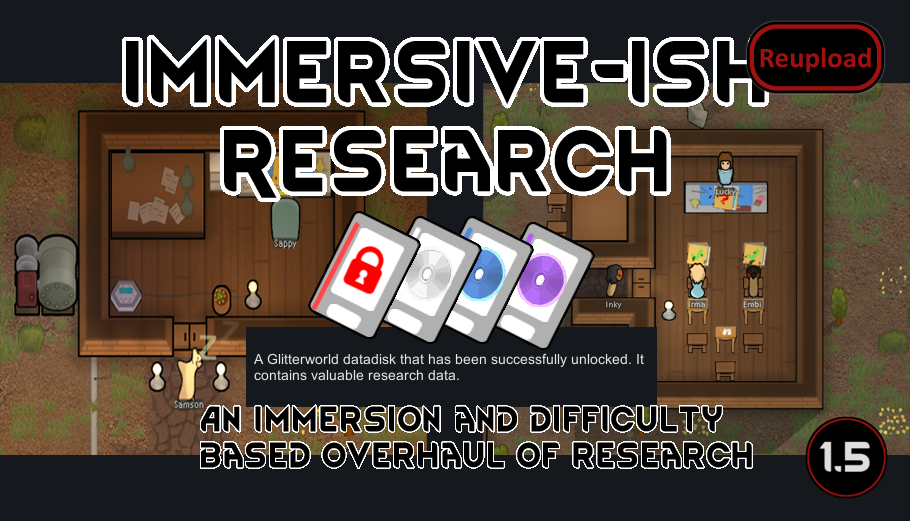 IMMERSIVE-ISH
Reupload
RESEARCH
Lucky
Sappy
Inky
Irma
Embi
A Glitterworld datadisk that has been successfully unlocked. It
contains valuable research data.
Z
Z
Samson
AN IMMERSION AND DIFFICULTY
BASED OVERHAUL OF RESEARCH
1.5